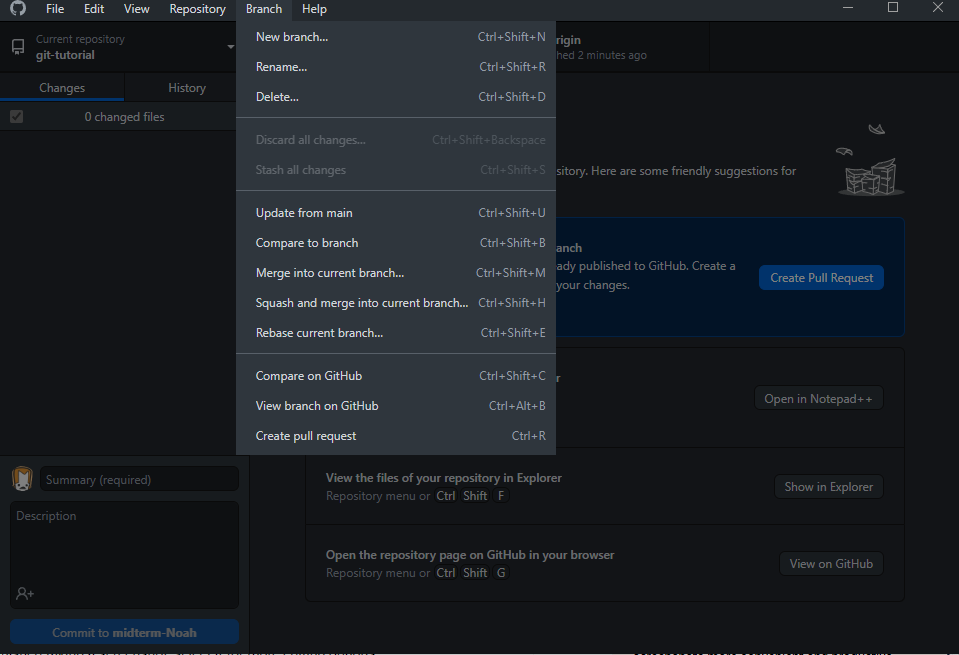 File Edit View Repository Branch Help
Current repository
git-tutorial
Changes History
0 changed files
New branch... Ctrl+Shift+N
Rename... Ctrl+Shift+R
Delete... Ctrl+Shift+D
Discard all changes... Ctrl+Shift+Backspace
Stash all changes Ctrl+Shift+S
Update from main Ctrl+Shift+U
Compare to branch Ctrl+Shift+B
Merge into current branch... Ctrl+Shift+M
Squash and merge into current branch... Ctrl+Shift+H
Rebase current branch... Ctrl+Shift+E
Compare on GitHub Ctrl+Shift+C
View branch on GitHub Ctrl+Alt+B
Create pull request Ctrl+R
rigin
hed 2 minutes ago
sitory. Here are some friendly suggestions for
anch
ady published to GitHub. Create a
your changes.
Create Pull Request
r
Open in Notepad++
View the files of your repository in Explorer
Repository menu or Ctrl Shift F
Show in Explorer
Open the repository page on GitHub in your browser
Repository menu or Ctrl Shift G
View on GitHub
Summary (required)
Description
Commit to midterm-Noah